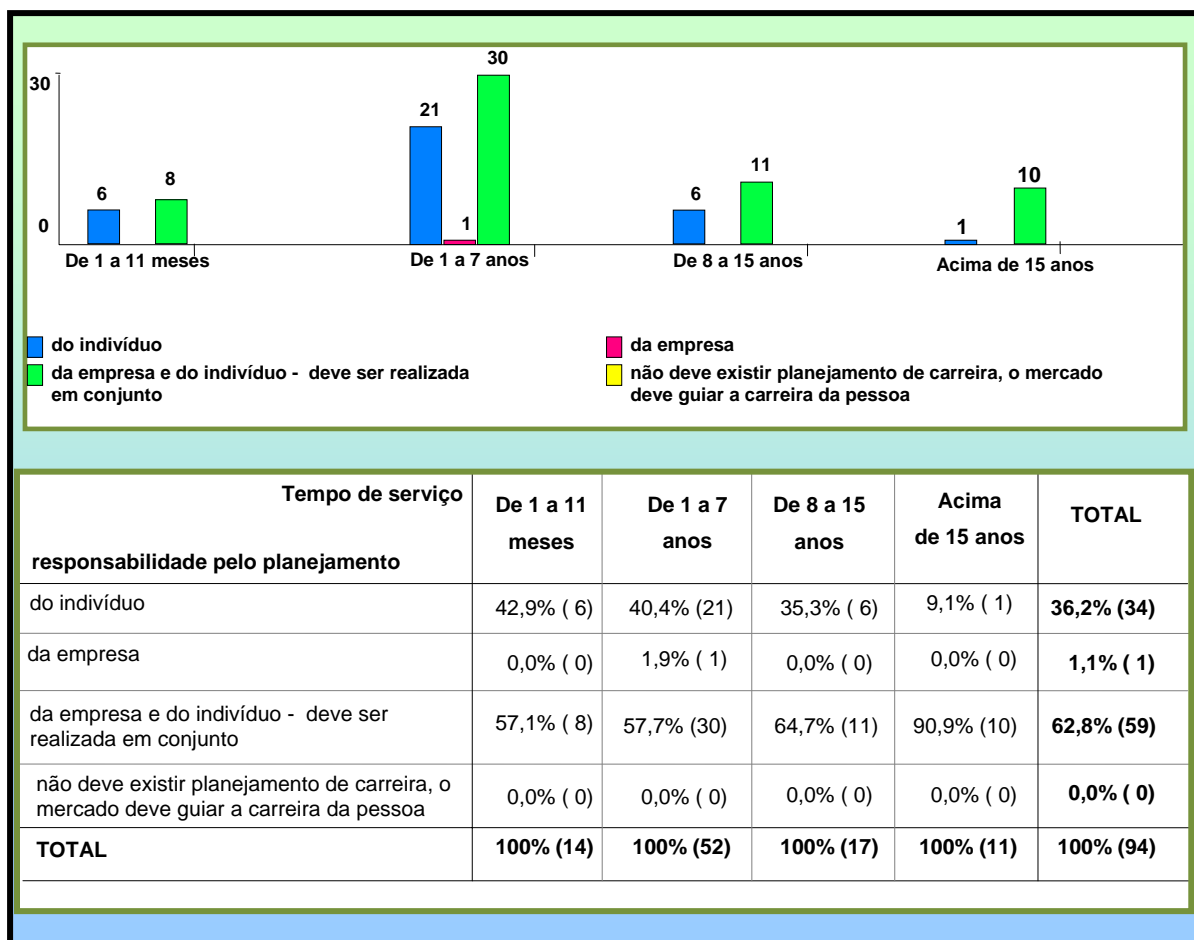 30
0
6
8
21
1
30
6
11
1
10
De 1 a 11 meses
De 1 a 7 anos
De 8 a 15 anos
Acima de 15 anos
do indivíduo
da empresa
da empresa e do indivíduo -  deve ser realizada
em conjunto
não deve existir planejamento de carreira, o mercado
deve guiar a carreira da pessoa
Tempo de serviço
responsabilidade pelo planejamento
De 1 a 11
meses
De 1 a 7
anos
De 8 a 15
anos
Acima
de 15 anos
TOTAL
do indivíduo
42,9% ( 6) 40,4% (21) 35,3% ( 6) 9,1% ( 1) 36,2% (34)
da empresa
0,0% ( 0) 1,9% ( 1) 0,0% ( 0) 0,0% ( 0) 1,1% ( 1)
da empresa e do indivíduo -  deve ser
realizada em conjunto
57,1% ( 8) 57,7% (30) 64,7% (11) 90,9% (10) 62,8% (59)
não deve existir planejamento de carreira, o
mercado deve guiar a carreira da pessoa
0,0% ( 0) 0,0% ( 0) 0,0% ( 0) 0,0% ( 0) 0,0% ( 0)
TOTAL 100% (14) 100% (52) 100% (17) 100% (11) 100% (94)